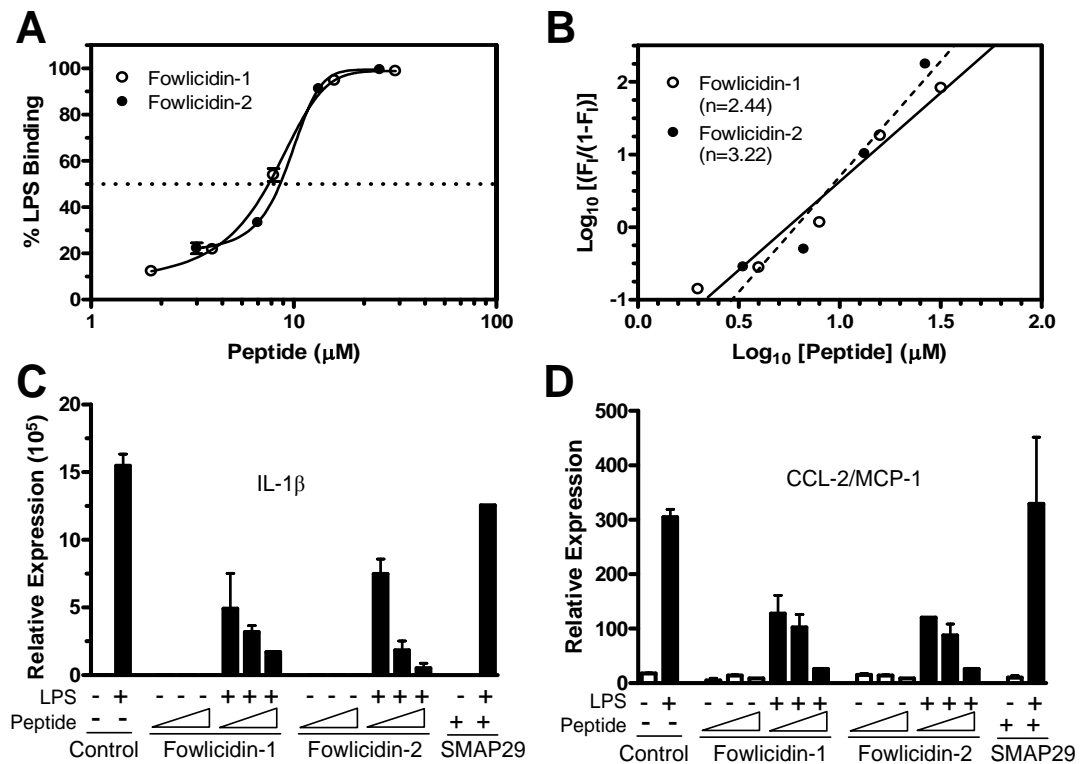 A
% LPS Binding
100
80
60
40
20
0
Fowlicidin-1
Fowlicidin-2
1
10
100
Peptide (μM)
B
Log10 [(FI/(1-FI)]
2
1
0
-1
Fowlicidin-1
(n=2.44)
Fowlicidin-2
(n=3.22)
0.0
0.5
1.0
1.5
2.0
Log10 [Peptide] (μM)
C
Relative Expression (10⁵)
20
15
10
5
0
IL-1β
LPS - + - - - + + + - - - + + + - +
Peptide - - + +
Control Fowlicidin-1 Fowlicidin-2 SMAP29
D
Relative Expression
500
400
300
200
100
0
CCL-2/MCP-1
LPS - + - - - + + + - - - + + + - +
Peptide - - + +
Control Fowlicidin-1 Fowlicidin-2 SMAP29